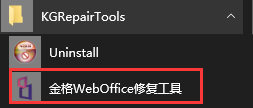 KGRepairTools
Uninstall
金格WebOffice修复工具